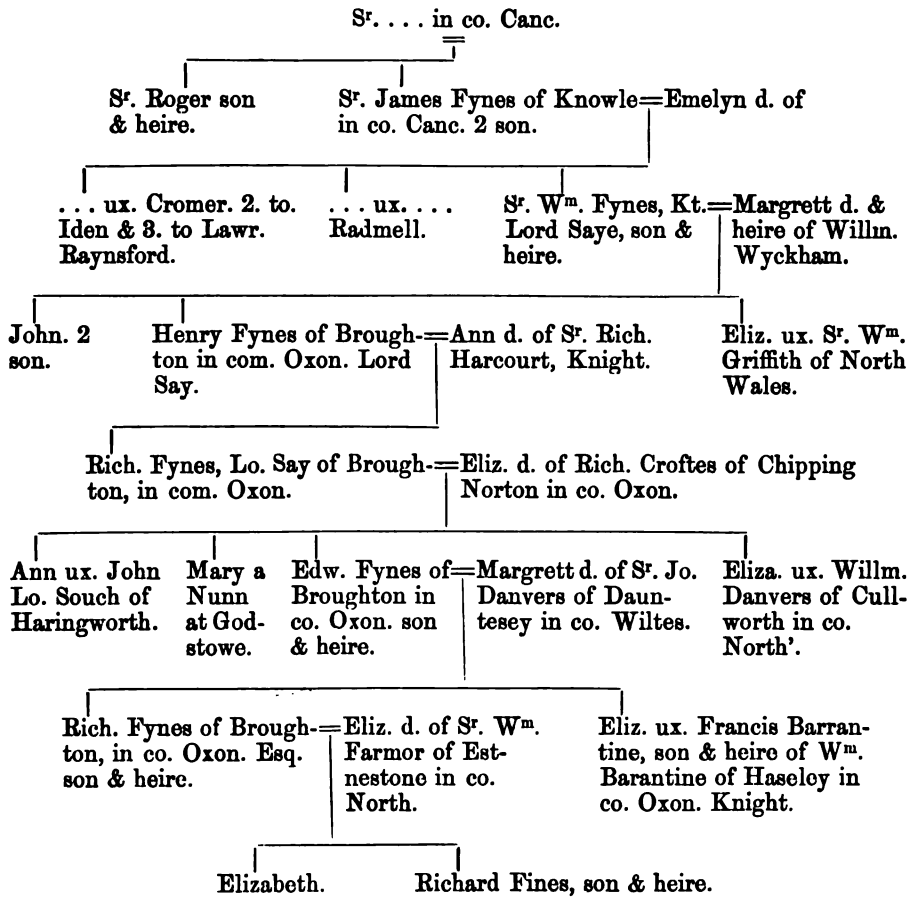 Sʳ. . . . in co. Canc.
Sʳ. Roger son
& heire.
Sʳ. James Fynes of Knowle=Emelyn d. of
in co. Canc. 2 son.
. . . ux. Cromer. 2. to.
Iden & 3. to Lawr.
Raynsford.
. . . ux. . . .
Radmell.
Sʳ. Wᵐ. Fynes, Kt.=
Lord Saye, son &
heire.
Margrett d. &
heire of Willm.
Wyckham.
John. 2
son.
Henry Fynes of Brough-=
ton in com. Oxon. Lord
Say.
Ann d. of Sʳ. Rich.
Harcourt, Knight.
Eliz. ux. Sʳ. Wᵐ.
Griffith of North
Wales.
Rich. Fynes, Lo. Say of Brough-=
ton, in com. Oxon.
Eliz. d. of Rich. Croftes of Chipping
Norton in co. Oxon.
Ann ux. John
Lo. Souch of
Haringworth.
Mary a
Nunn
at God-
stowe.
Edw. Fynes of=
Broughton in
co. Oxon. son
& heire.
Margrett d. of Sʳ. Jo.
Danvers of Daun-
tesey in co. Wiltes.
Eliza. ux. Willm.
Danvers of Cull-
worth in co.
North'.
Rich. Fynes of Brough-=
ton, in co. Oxon. Esq.
son & heire.
Eliz. d. of Sʳ. Wᵐ.
Farmor of Est-
nestone in co.
North.
Eliz. ux. Francis Barran-
tine, son & heire of Wᵐ.
Barantine of Haseley in
co. Oxon. Knight.
Elizabeth.
Richard Fines, son & heire.